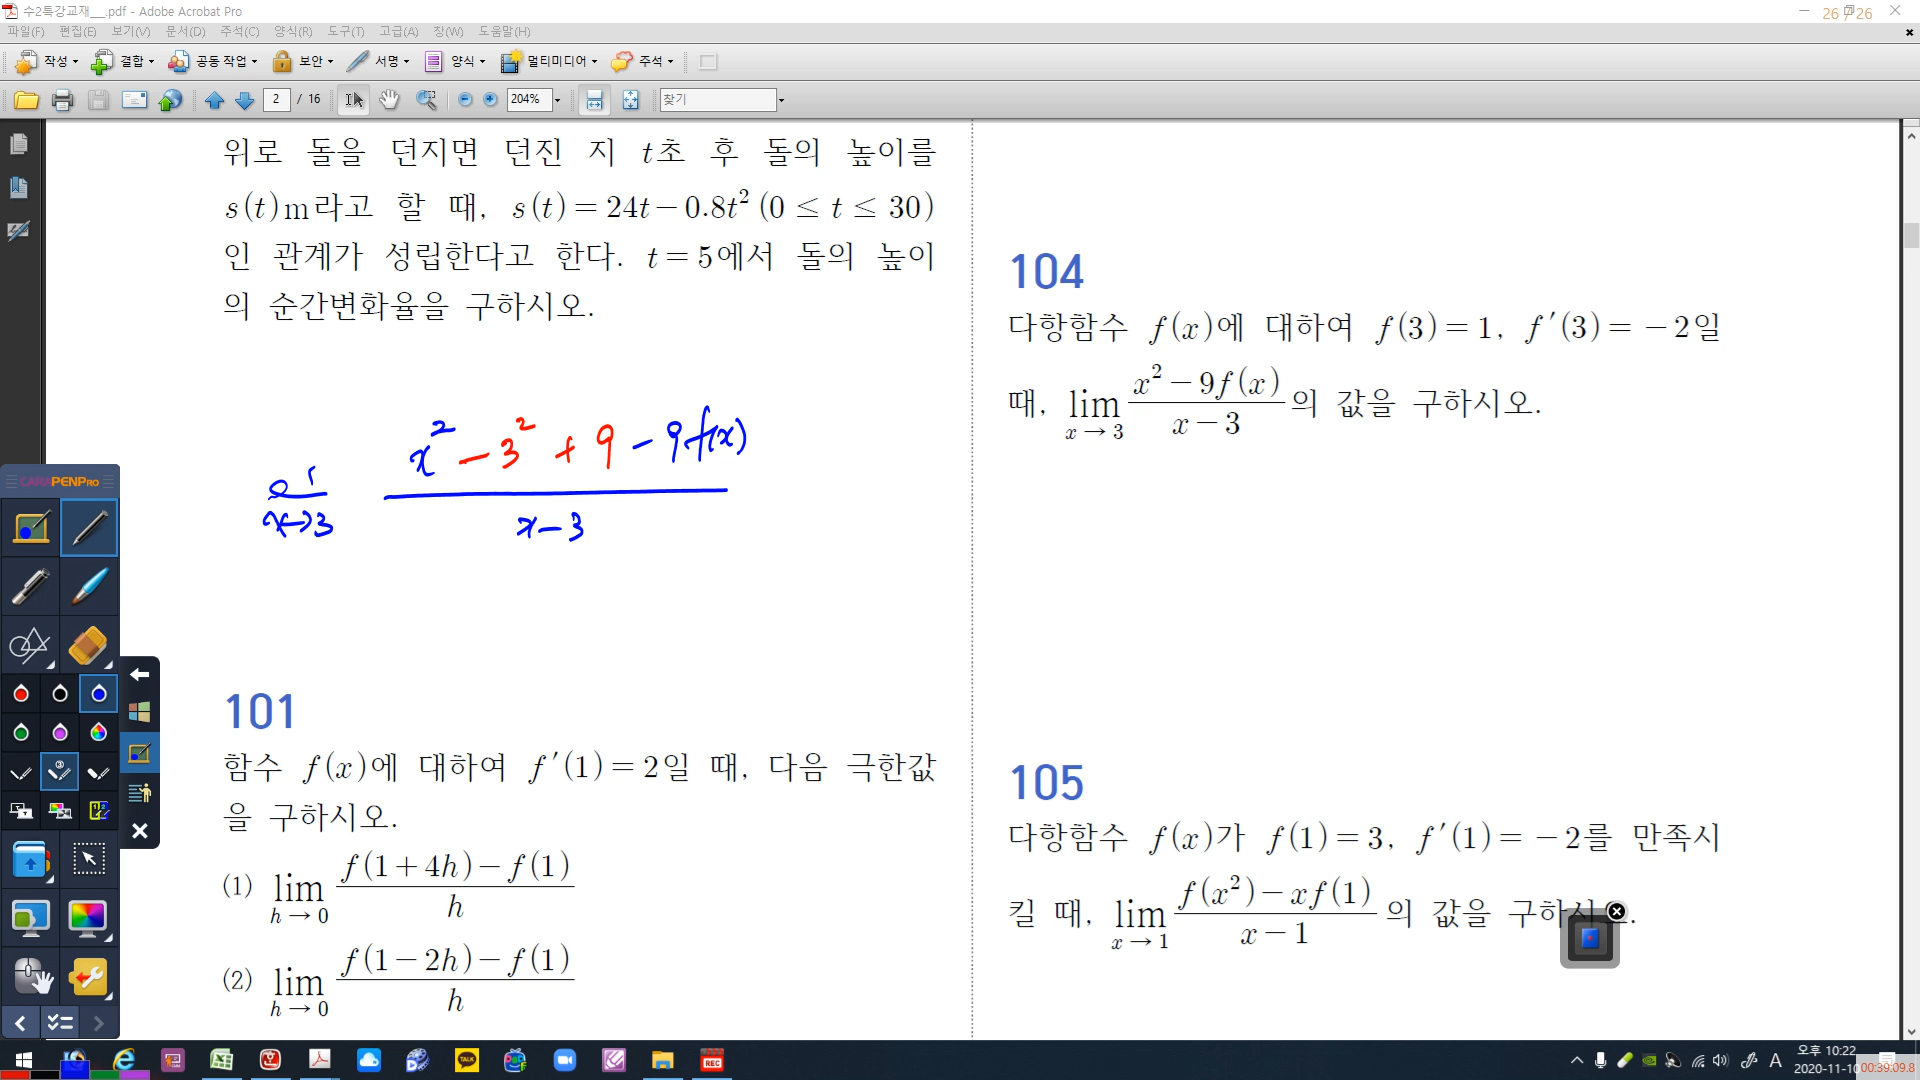 수2특강교재__.pdf - Adobe Acrobat Pro
26 / 26
파일(F) 편집(E) 보기(V) 문서(D) 주석(C) 양식(R) 도구(T) 고급(A) 창(W) 도움말(H)
작성 결합 공동 작업 보안 서명 양식 멀티미디어 주석
2 / 16 204% 찾기
위로 돌을 던지면 던진 지 t초 후 돌의 높이를
s(t)m라고 할 때, s(t)=24t-0.8t² (0 ≤ t ≤ 30)
인 관계가 성립한다고 한다. t=5에서 돌의 높이
의 순간변화율을 구하시오.
x² - 3² + 9 - 9f(x)
x→3
x-3
101
함수 f(x)에 대하여 f′(1)=2일 때, 다음 극한값
을 구하시오.
(1) lim h→0 f(1+4h)-f(1) / h
(2) lim h→0 f(1-2h)-f(1) / h
104
다항함수 f(x)에 대하여 f(3)=1, f′(3)=-2일
때, lim x→3 x²-9f(x) / x-3 의 값을 구하시오.
105
다항함수 f(x)가 f(1)=3, f′(1)=-2를 만족시
킬 때, lim x→1 f(x²)-xf(1) / x-1 의 값을 구하시오.
CARAPENPRO
TALK
REC
A
오후 10:22
2020-11-10
00:39:09.8